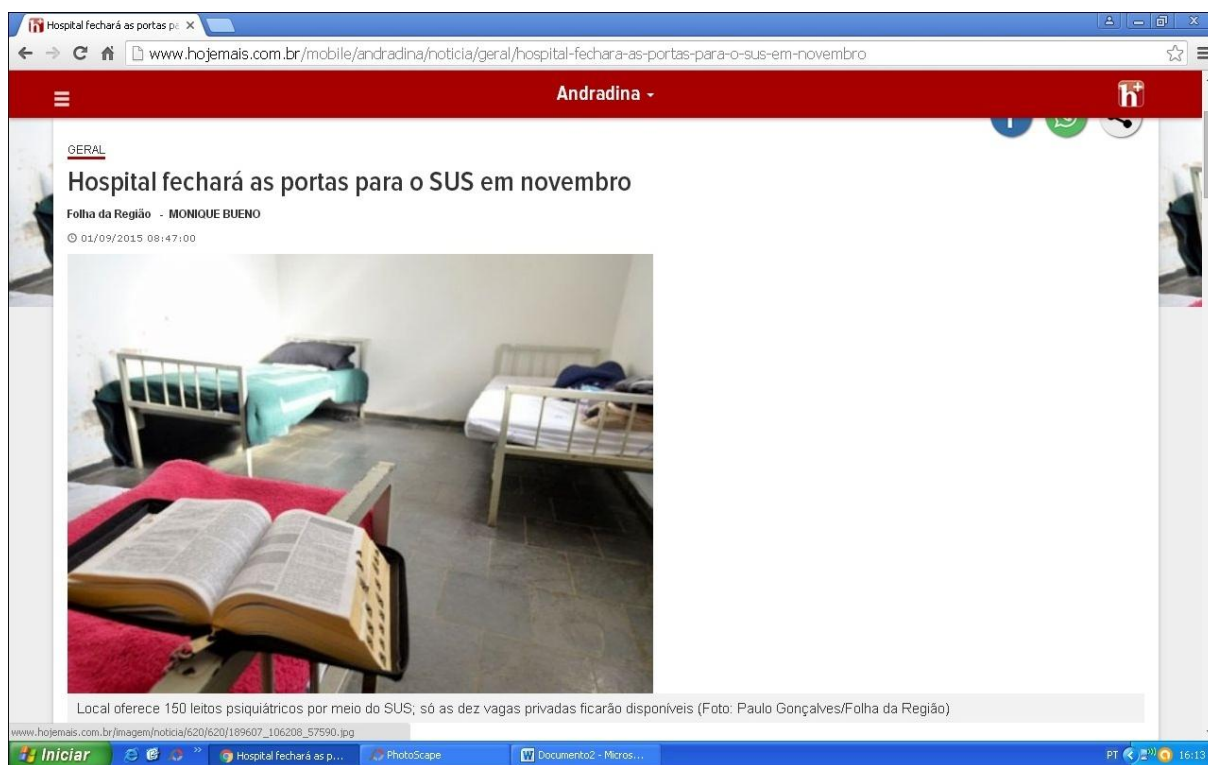 Hospital fechará as portas pa
www.hojemais.com.br/mobile/andradina/noticia/geral/hospital-fechara-as-portas-para-o-sus-em-novembro
Andradina
h+
GERAL
Hospital fechará as portas para o SUS em novembro
Folha da Região - MONIQUE BUENO
01/09/2015 08:47:00
Local oferece 150 leitos psiquiátricos por meio do SUS; só as dez vagas privadas ficarão disponíveis (Foto: Paulo Gonçalves/Folha da Região)
www.hojemais.com.br/imagem/noticia/620/620/189607_106208_57590.jpg
Iniciar
Hospital fechará as p...
PhotoScape
Documento2 - Micros...
PT
16:13